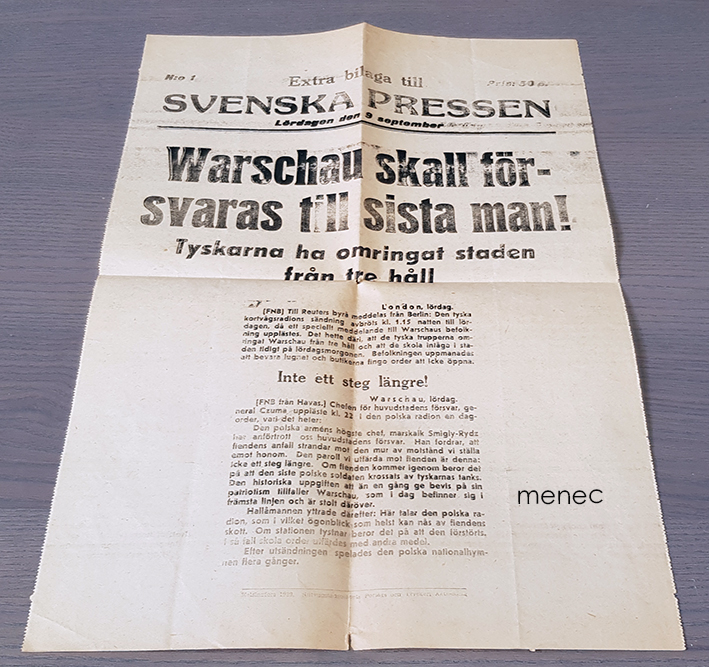 N:o 1
Extra bilaga till
Pris: 50 p.
SVENSKA PRESSEN
Lördagen den 9 september
Warschau skall för-
svaras till sista man!
Tyskarna ha omringat staden
från tre håll
London, lördag.
(FNB) Till Reuters byrå meddelas från Berlin: Den tyska
kortvågsradions sändning avbröts kl. 1.15 natten till lör-
dagen, då ett speciellt meddelande till Warschaus befolk-
ning upplästes. Det hette däri, att de tyska trupperna om-
ringat Warschau från tre håll och att de skola inlåga i sta-
den tidigt på lördagsmorgonen. Befolkningen uppmanades
att bevara lugnet och butikerna fingo order att icke öppna.
Inte ett steg längre!
Warschau, lördag.
(FNB från Havas.) Chefen för huvudstadens försvar, ge-
neral Czuma uppläste kl. 22 i den polska radion en dag-
order, vari det heter:
Den polska arméns högste chef, marskalk Smigly-Rydz
har anförtrott oss huvudstadens försvar. Han fordrar, att
fiendens anfall strandar mot den mur av motstånd vi ställa
emot honom. Den paroll vi utfärda mot fienden är denna:
icke ett steg längre. Om fienden kommer igenom beror det
på att den siste polske soldaten krossats av tyskarnas tanks.
Den historiska uppgiften att än en gång ge bevis på sin
patriotism tillfaller Warschau, som i dag befinner sig i
främsta linjen och är stolt däröver.
Hallåmannen yttrade därefter: Här talar den polska ra-
dion, som i vilket ögonblick som helst kan nås av fiendens
skott. Om stationen tystnar beror det på att den förstörts.
I så fall skola order utfärdas med andra medel.
Efter utsändningen spelades den polska nationalhym-
nen flera gånger.
menec